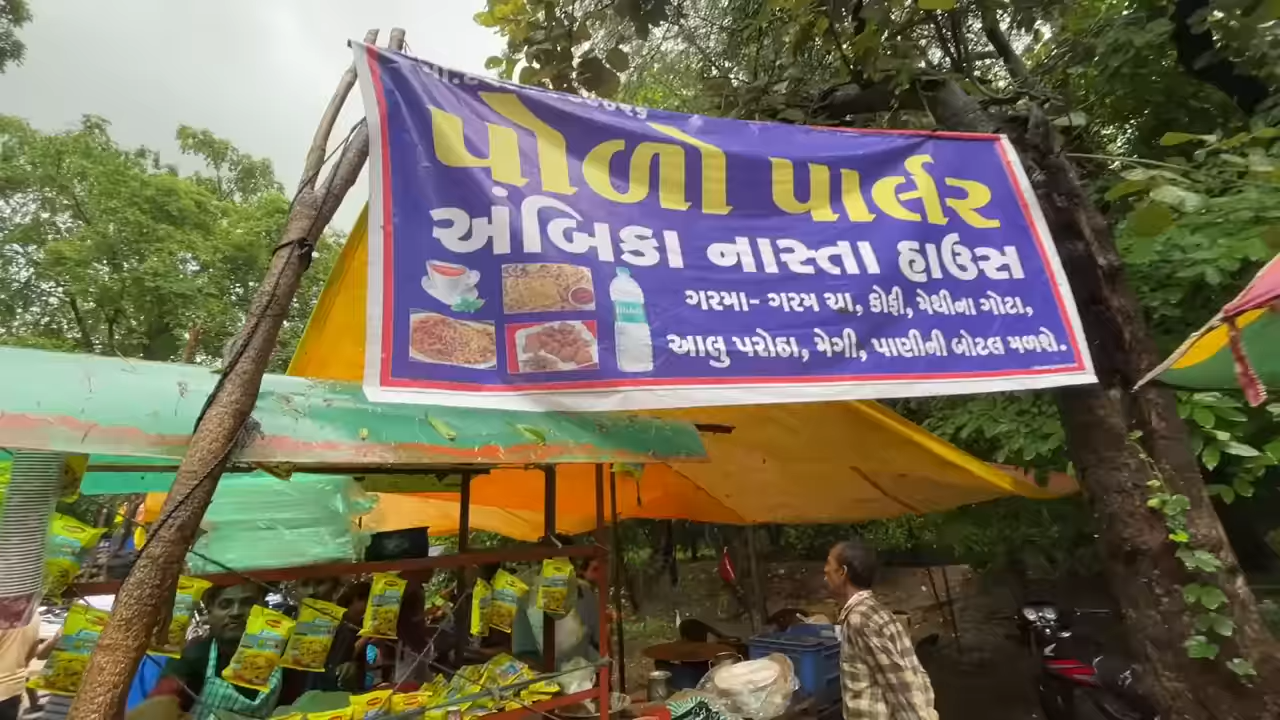 પોળો પાર્લર
અંબિકા નાસ્તા હાઉસ
ગરમા- ગરમ ચા, કોફી, મેથીના ગોટા,
આલુ પરોઠા, મેગી, પાણીની બોટલ મળશે.